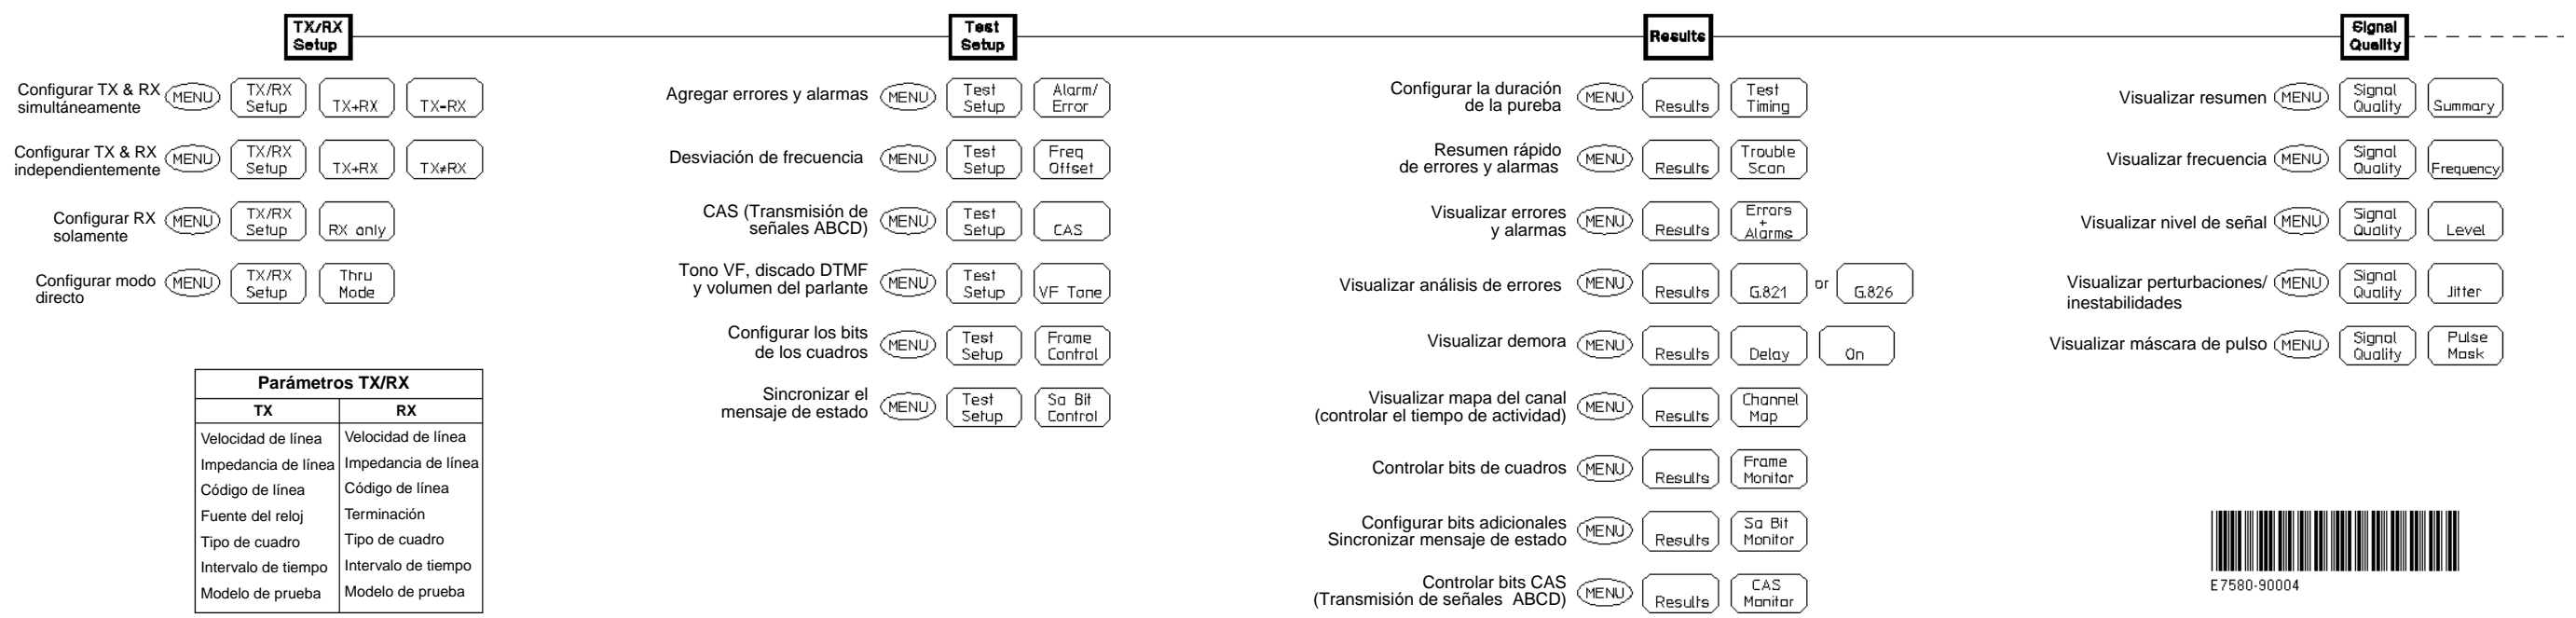 TX/RX
Setup
Configurar TX & RX
simultáneamente
MENU
TX/RX
Setup
TX+RX
TX=RX
Configurar TX & RX
independientemente
MENU
TX/RX
Setup
TX+RX
TX≠RX
Configurar RX
solamente
MENU
TX/RX
Setup
RX only
Configurar modo
directo
MENU
TX/RX
Setup
Thru
Mode
Parámetros TX/RX
TX RX
Velocidad de línea Velocidad de línea
Impedancia de línea Impedancia de línea
Código de línea Código de línea
Fuente del reloj Terminación
Tipo de cuadro Tipo de cuadro
Intervalo de tiempo Intervalo de tiempo
Modelo de prueba Modelo de prueba
Test
Setup
Agregar errores y alarmas
MENU
Test
Setup
Alarm/
Error
Desviación de frecuencia
MENU
Test
Setup
Freq
Offset
CAS (Transmisión de
señales ABCD)
MENU
Test
Setup
CAS
Tono VF, discado DTMF
y volumen del parlante
MENU
Test
Setup
VF Tone
Configurar los bits
de los cuadros
MENU
Test
Setup
Frame
Control
Sincronizar el
mensaje de estado
MENU
Test
Setup
Sa Bit
Control
Results
Configurar la duración
de la pureba
MENU
Results
Test
Timing
Resumen rápido
de errores y alarmas
MENU
Results
Trouble
Scan
Visualizar errores
y alarmas
MENU
Results
Errors
+
Alarms
Visualizar análisis de errores
MENU
Results
G.821
or
G.826
Visualizar demora
MENU
Results
Delay
On
Visualizar mapa del canal
(controlar el tiempo de actividad)
MENU
Results
Channel
Map
Controlar bits de cuadros
MENU
Results
Frame
Monitor
Configurar bits adicionales
Sincronizar mensaje de estado
MENU
Results
Sa Bit
Monitor
Controlar bits CAS
(Transmisión de señales ABCD)
MENU
Results
CAS
Monitor
Signal
Quality
Visualizar resumen
MENU
Signal
Quality
Summary
Visualizar frecuencia
MENU
Signal
Quality
Frequency
Visualizar nivel de señal
MENU
Signal
Quality
Level
Visualizar perturbaciones/
inestabilidades
MENU
Signal
Quality
Jitter
Visualizar máscara de pulso
MENU
Signal
Quality
Pulse
Mask
E7580-90004